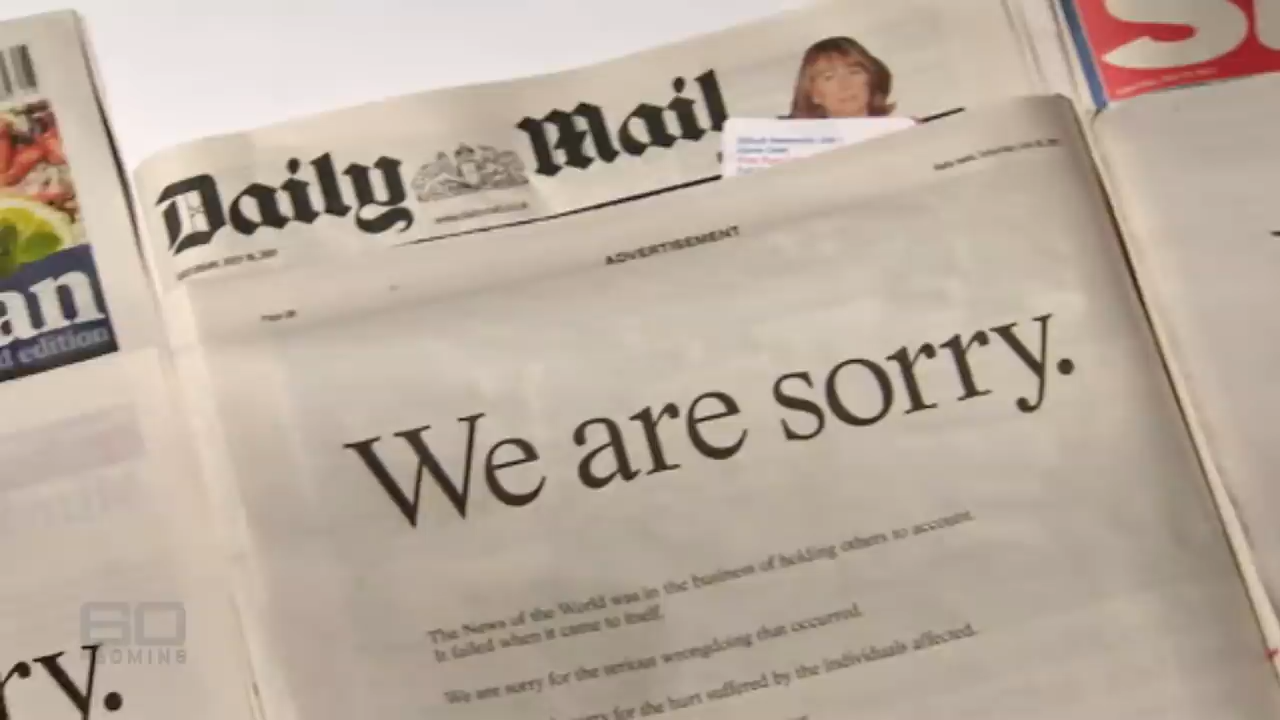 Daily Mail
ADVERTISEMENT
We are sorry.
The News of the World was in the business of holding others to account.
It failed when it came to itself.
We are sorry for the serious wrongdoing that occurred.
sorry for the hurt suffered by the individuals affected.
an
d edition
ry.
60